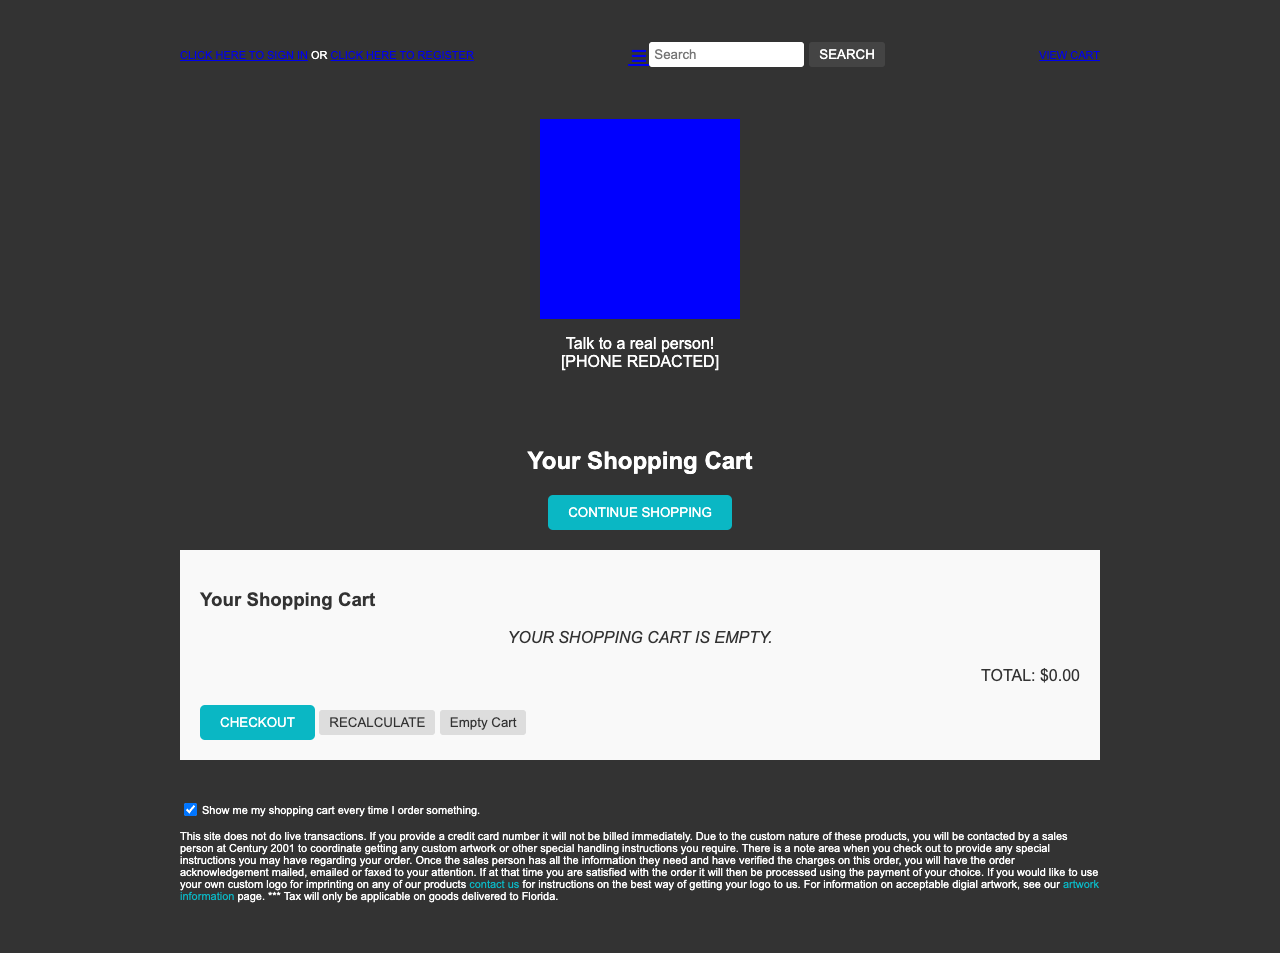 CLICK HERE TO SIGN IN OR CLICK HERE TO REGISTER
Search
SEARCH
VIEW CART
Talk to a real person!
[PHONE REDACTED]
Your Shopping Cart
CONTINUE SHOPPING
Your Shopping Cart
YOUR SHOPPING CART IS EMPTY.
TOTAL: $0.00
CHECKOUT RECALCULATE Empty Cart
Show me my shopping cart every time I order something.
This site does not do live transactions. If you provide a credit card number it will not be billed immediately. Due to the custom nature of these products, you will be contacted by a sales
person at Century 2001 to coordinate getting any custom artwork or other special handling instructions you require. There is a note area when you check out to provide any special
instructions you may have regarding your order. Once the sales person has all the information they need and have verified the charges on this order, you will have the order
acknowledgement mailed, emailed or faxed to your attention. If at that time you are satisfied with the order it will then be processed using the payment of your choice. If you would like to use
your own custom logo for imprinting on any of our products contact us for instructions on the best way of getting your logo to us. For information on acceptable digial artwork, see our artwork
information page. *** Tax will only be applicable on goods delivered to Florida.